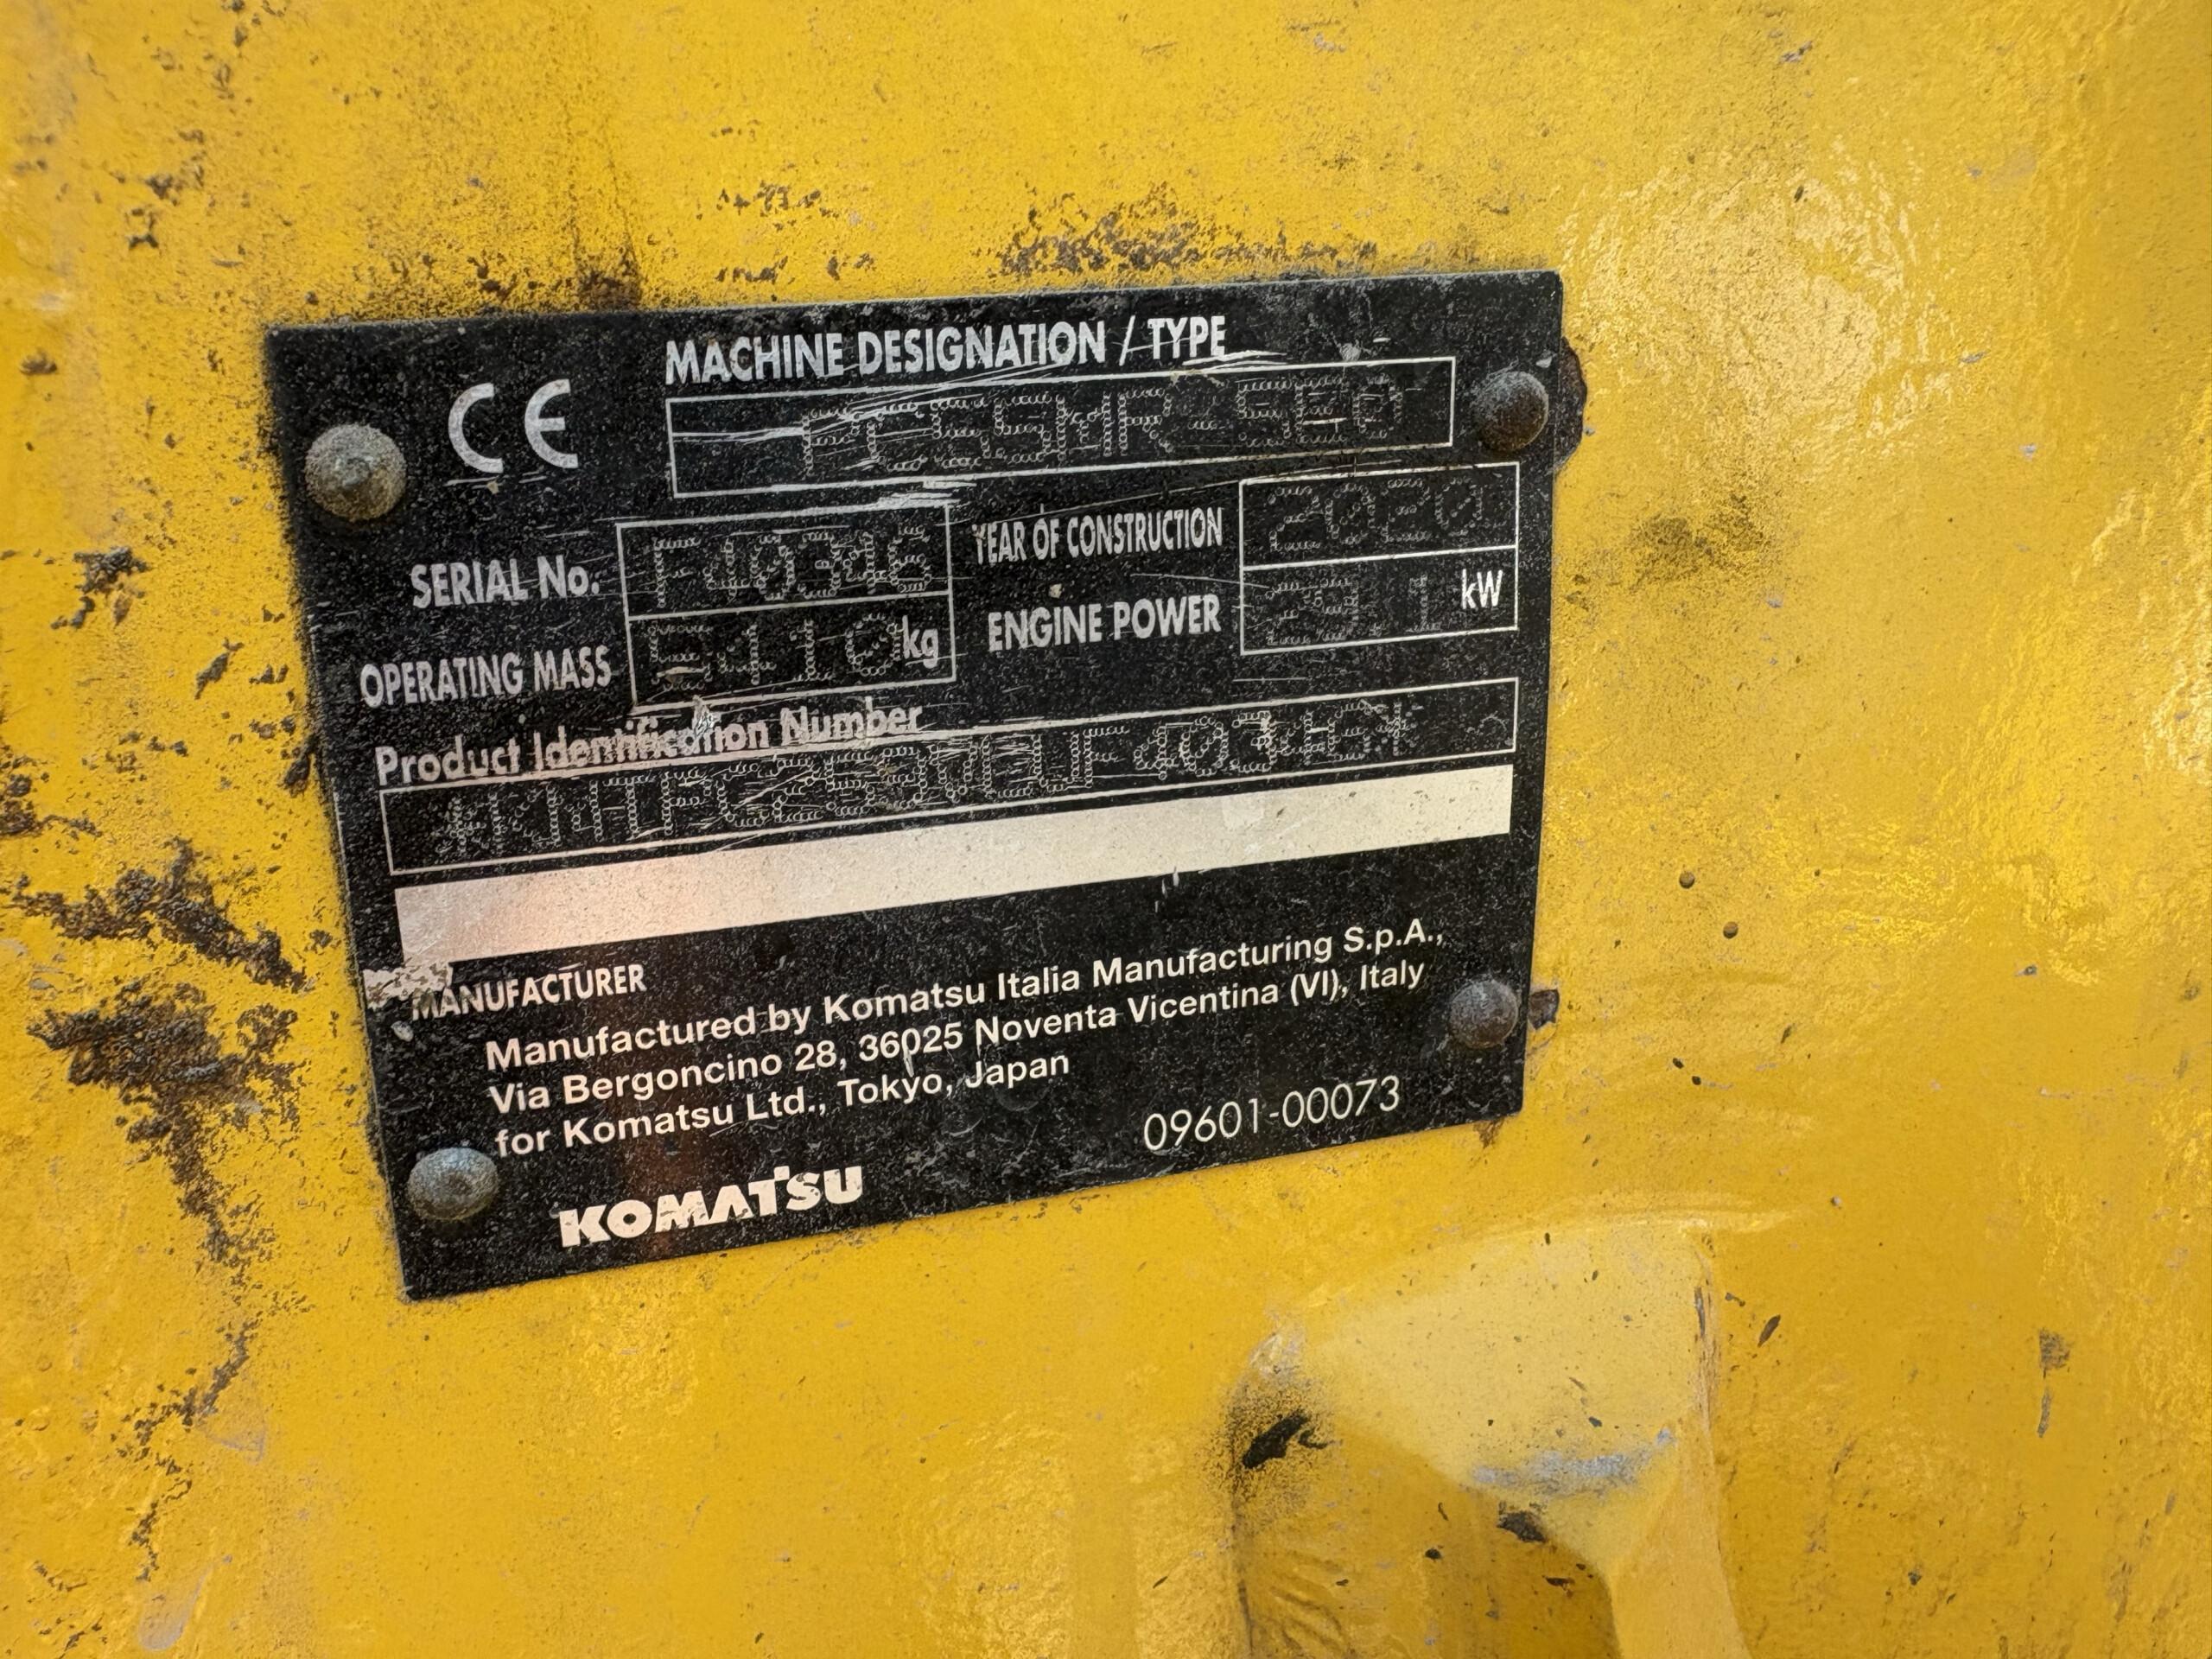 CE
MACHINE DESIGNATION / TYPE
SERIAL No.
YEAR OF CONSTRUCTION 2020
OPERATING MASS kg
ENGINE POWER kW
Product Identification Number
MANUFACTURER
Manufactured by Komatsu Italia Manufacturing S.p.A.,
Via Bergoncino 28, 36025 Noventa Vicentina (VI), Italy
for Komatsu Ltd., Tokyo, Japan
09601-00073
KOMATSU